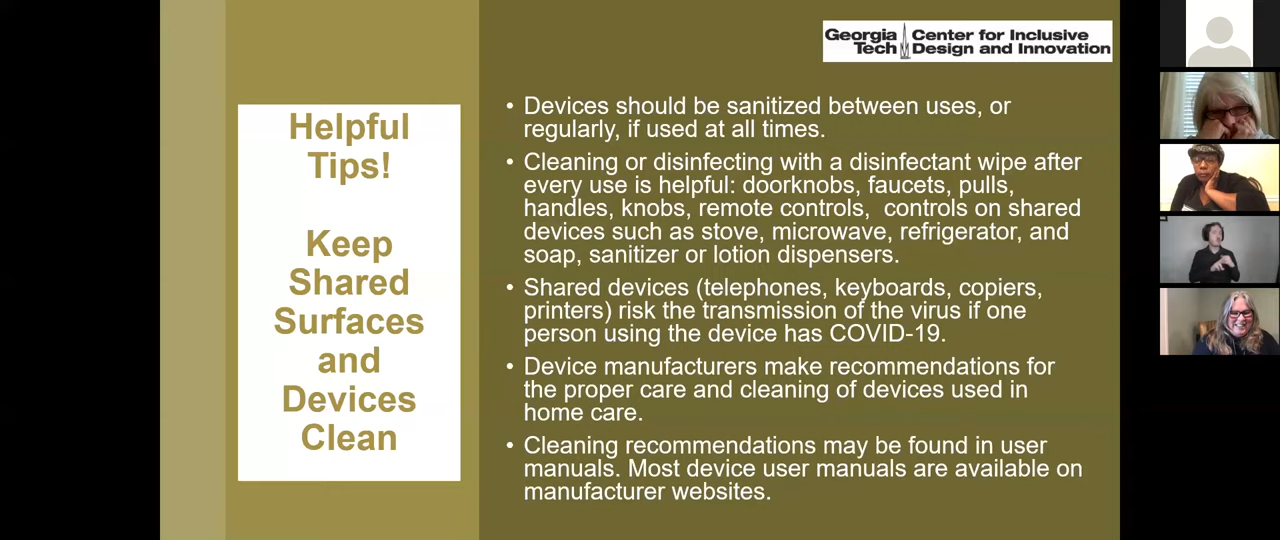 Georgia Tech Center for Inclusive Design and Innovation
Helpful
Tips!
Keep
Shared
Surfaces
and
Devices
Clean
• Devices should be sanitized between uses, or
regularly, if used at all times.
• Cleaning or disinfecting with a disinfectant wipe after
every use is helpful: doorknobs, faucets, pulls,
handles, knobs, remote controls,  controls on shared
devices such as stove, microwave, refrigerator, and
soap, sanitizer or lotion dispensers.
• Shared devices (telephones, keyboards, copiers,
printers) risk the transmission of the virus if one
person using the device has COVID-19.
• Device manufacturers make recommendations for
the proper care and cleaning of devices used in
home care.
• Cleaning recommendations may be found in user
manuals. Most device user manuals are available on
manufacturer websites.